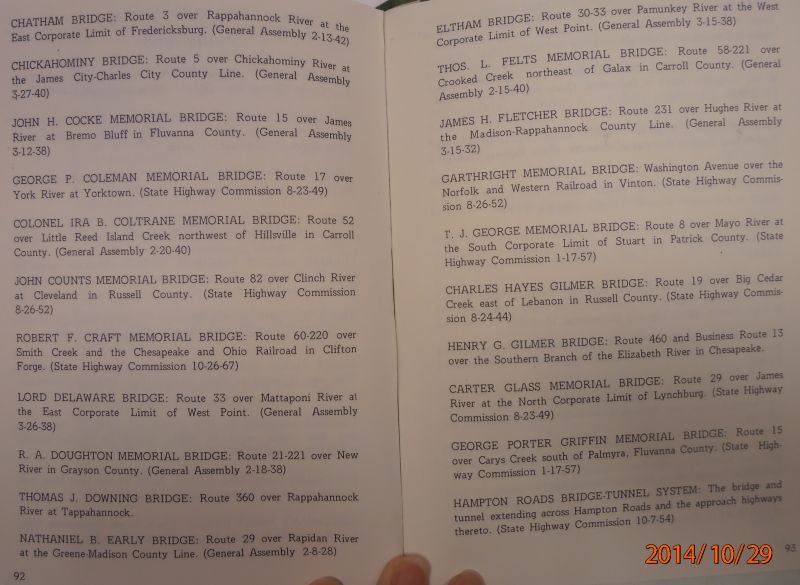 CHATHAM BRIDGE: Route 3 over Rappahannock River at the
East Corporate Limit of Fredericksburg. (General Assembly 2-13-42)
CHICKAHOMINY BRIDGE: Route 5 over Chickahominy River at
the James City-Charles City County Line. (General Assembly
3-27-40)
JOHN H. COCKE MEMORIAL BRIDGE: Route 15 over James
River at Bremo Bluff in Fluvanna County. (General Assembly
3-12-38)
GEORGE P. COLEMAN MEMORIAL BRIDGE: Route 17 over
York River at Yorktown. (State Highway Commission 8-23-49)
COLONEL IRA B. COLTRANE MEMORIAL BRIDGE: Route 52
over Little Reed Island Creek northwest of Hillsville in Carroll
County. (General Assembly 2-20-40)
JOHN COUNTS MEMORIAL BRIDGE: Route 82 over Clinch River
at Cleveland in Russell County. (State Highway Commission
8-26-52)
ROBERT F. CRAFT MEMORIAL BRIDGE: Route 60-220 over
Smith Creek and the Chesapeake and Ohio Railroad in Clifton
Forge. (State Highway Commission 10-26-67)
LORD DELAWARE BRIDGE: Route 33 over Mattaponi River at
the East Corporate Limit of West Point. (General Assembly
3-26-38)
R. A. DOUGHTON MEMORIAL BRIDGE: Route 21-221 over New
River in Grayson County. (General Assembly 2-18-38)
THOMAS J. DOWNING BRIDGE: Route 360 over Rappahannock
River at Tappahannock.
NATHANIEL B. EARLY BRIDGE: Route 29 over Rapidan River
at the Greene-Madison County Line. (General Assembly 2-8-28)
92
ELTHAM BRIDGE: Route 30-33 over Pamunkey River at the West
Corporate Limit of West Point. (General Assembly 3-15-38)
THOS. L. FELTS MEMORIAL BRIDGE: Route 58-221 over
Crooked Creek northeast of Galax in Carroll County. (General
Assembly 2-15-40)
JAMES H. FLETCHER BRIDGE: Route 231 over Hughes River at
the Madison-Rappahannock County Line. (General Assembly
3-15-32)
GARTHRIGHT MEMORIAL BRIDGE: Washington Avenue over the
Norfolk and Western Railroad in Vinton. (State Highway Commis-
sion 8-26-52)
T. J. GEORGE MEMORIAL BRIDGE: Route 8 over Mayo River at
the South Corporate Limit of Stuart in Patrick County. (State
Highway Commission 1-17-57)
CHARLES HAYES GILMER BRIDGE: Route 19 over Big Cedar
Creek east of Lebanon in Russell County. (State Highway Commis-
sion 8-24-44)
HENRY G. GILMER BRIDGE: Route 460 and Business Route 13
over the Southern Branch of the Elizabeth River in Chesapeake.
CARTER GLASS MEMORIAL BRIDGE: Route 29 over James
River at the North Corporate Limit of Lynchburg. (State Highway
Commission 8-23-49)
GEORGE PORTER GRIFFIN MEMORIAL BRIDGE: Route 15
over Carys Creek south of Palmyra, Fluvanna County. (State High-
way Commission 1-17-57)
HAMPTON ROADS BRIDGE-TUNNEL SYSTEM: The bridge and
tunnel extending across Hampton Roads and the approach highways
thereto. (State Highway Commission 10-7-54)
93
2014/10/29